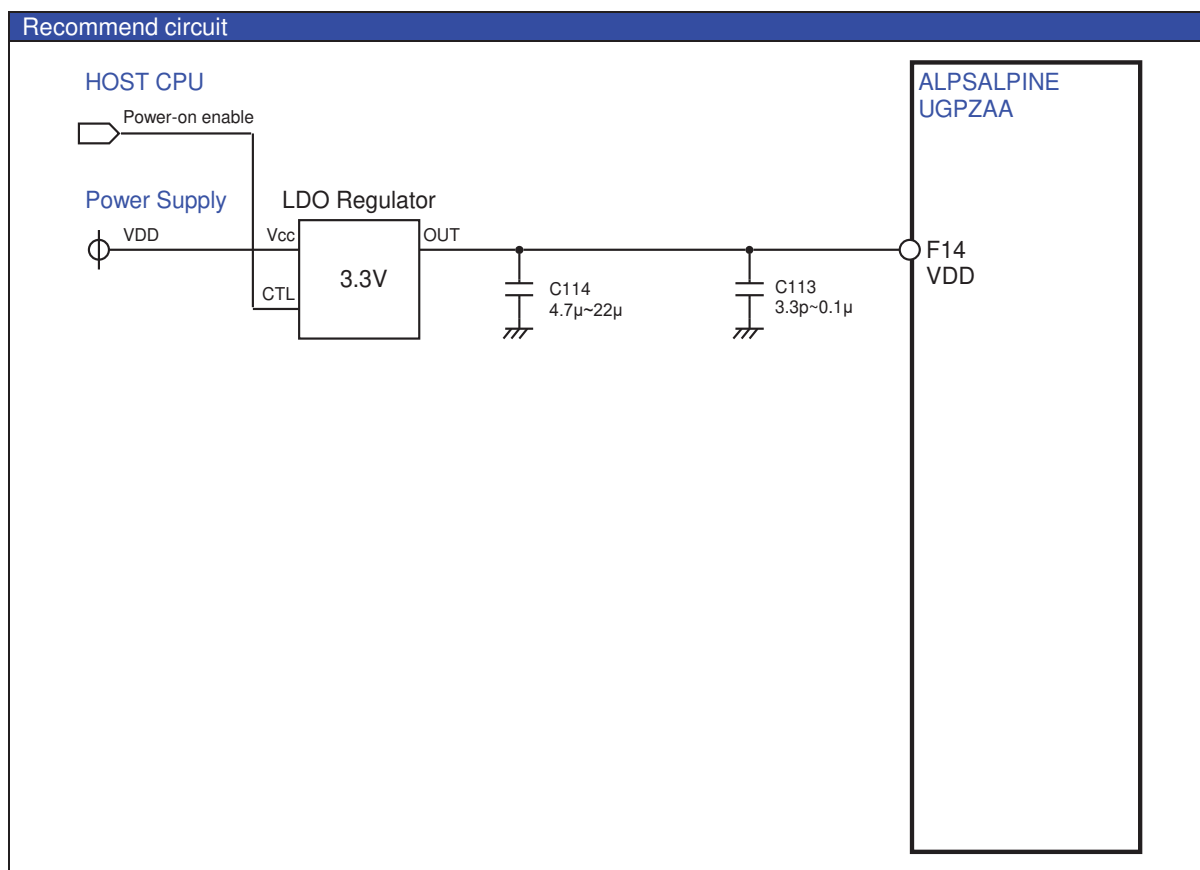 Recommend circuit
HOST CPU
Power-on enable
ALPSALPINE
UGPZAA
Power Supply
LDO Regulator
VDD
Vcc
OUT
3.3V
CTL
C114
4.7µ~22µ
C113
3.3p~0.1µ
F14
VDD